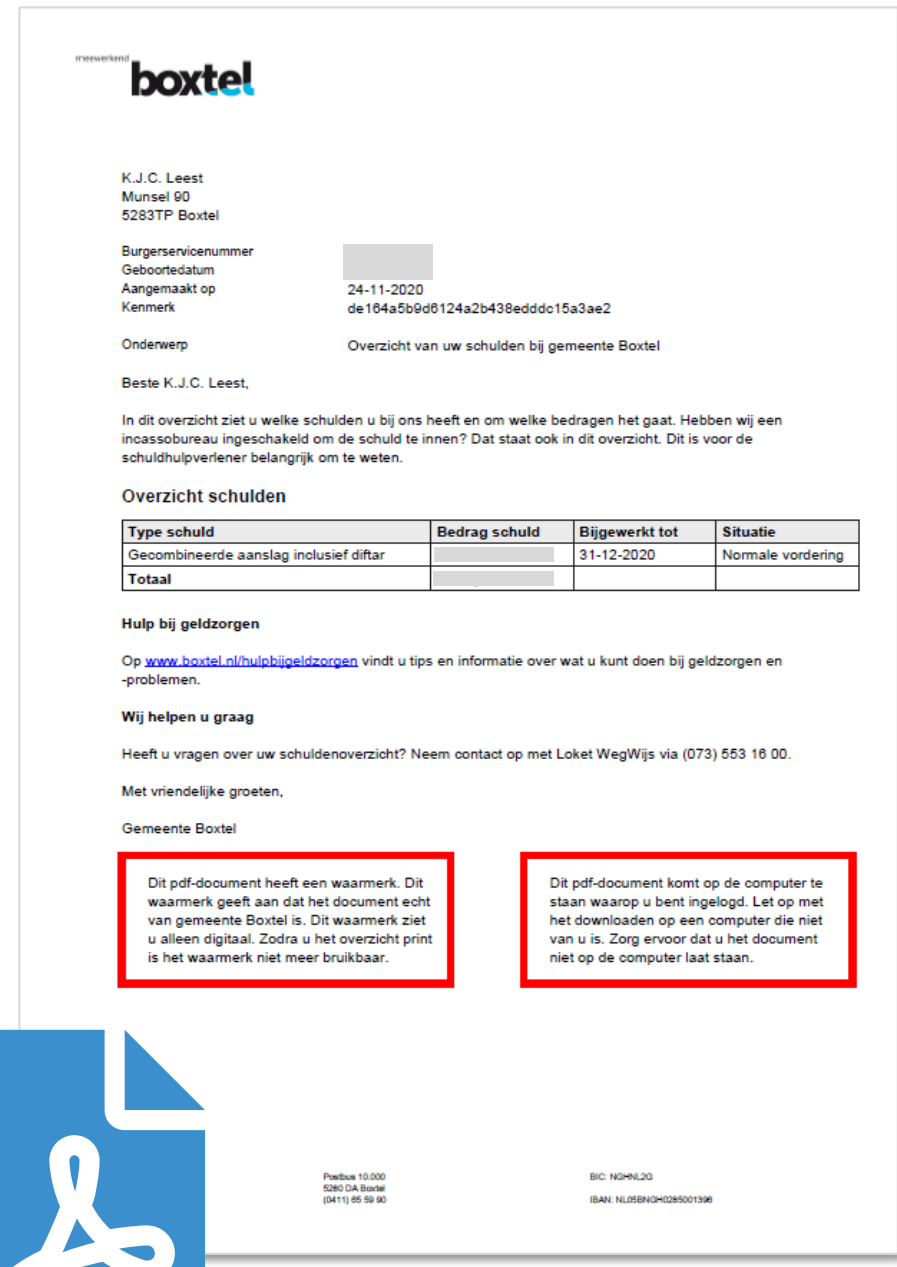 meewerkend
boxtel
K.J.C. Leest
Munsel 90
5283TP Boxtel
Burgerservicenummer
Geboortedatum
Aangemaakt op 24-11-2020
Kenmerk de164a5b9d6124a2b438edddc15a3ae2
Onderwerp Overzicht van uw schulden bij gemeente Boxtel
Beste K.J.C. Leest,
In dit overzicht ziet u welke schulden u bij ons heeft en om welke bedragen het gaat. Hebben wij een
incassobureau ingeschakeld om de schuld te innen? Dat staat ook in dit overzicht. Dit is voor de
schuldhulpverlener belangrijk om te weten.
Overzicht schulden
Type schuld Bedrag schuld Bijgewerkt tot Situatie
Gecombineerde aanslag inclusief diftar 31-12-2020 Normale vordering
Totaal
Hulp bij geldzorgen
Op www.boxtel.nl/hulpbijgeldzorgen vindt u tips en informatie over wat u kunt doen bij geldzorgen en
-problemen.
Wij helpen u graag
Heeft u vragen over uw schuldenoverzicht? Neem contact op met Loket WegWijs via (073) 553 16 00.
Met vriendelijke groeten,
Gemeente Boxtel
Dit pdf-document heeft een waarmerk. Dit
waarmerk geeft aan dat het document echt
van gemeente Boxtel is. Dit waarmerk ziet
u alleen digitaal. Zodra u het overzicht print
is het waarmerk niet meer bruikbaar.
Dit pdf-document komt op de computer te
staan waarop u bent ingelogd. Let op met
het downloaden op een computer die niet
van u is. Zorg ervoor dat u het document
niet op de computer laat staan.
Postbus 10.000
5280 DA Boxtel
(0411) 65 59 90
BIC: NGHNL2G
IBAN: NL05BNGH0285001396